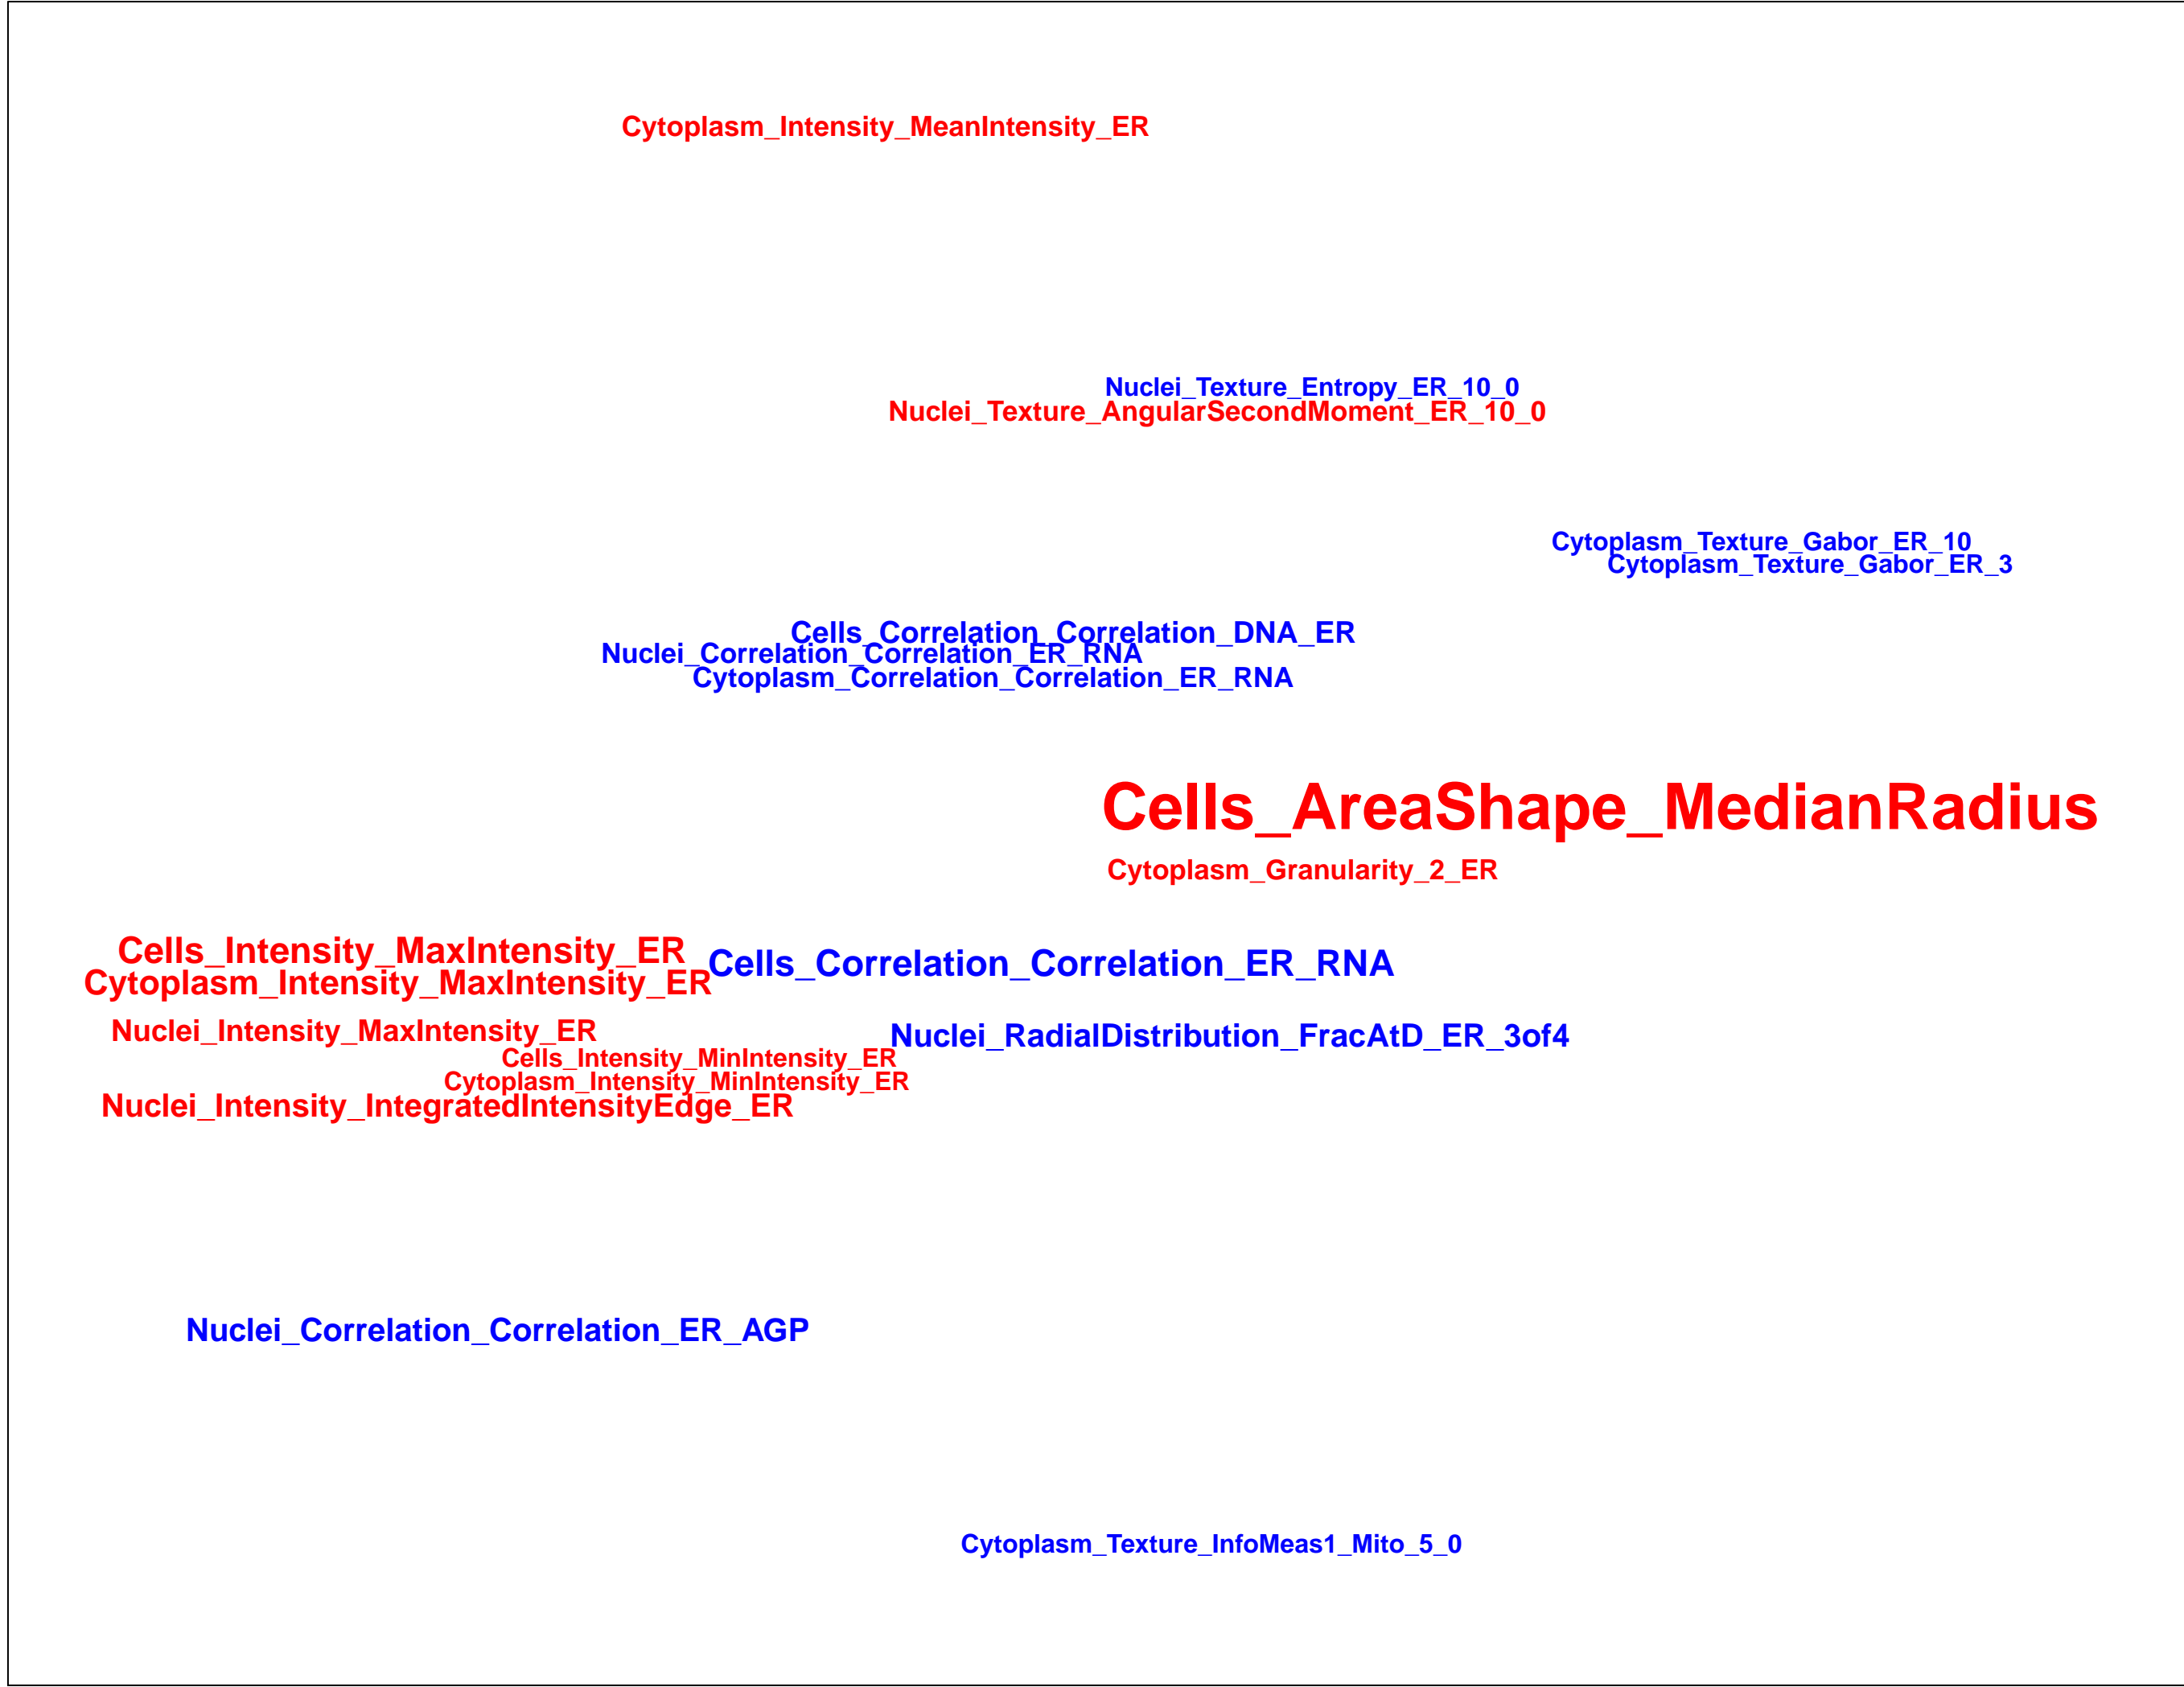 Cytoplasm_Intensity_MeanIntensity_ER
Nuclei_Texture_Entropy_ER_10_0
Nuclei_Texture_AngularSecondMoment_ER_10_0
Cytoplasm_Texture_Gabor_ER_10
Cytoplasm_Texture_Gabor_ER_3
Cells_Correlation_Correlation_DNA_ER
Nuclei_Correlation_Correlation_ER_RNA
Cytoplasm_Correlation_Correlation_ER_RNA
Cells_AreaShape_MedianRadius
Cytoplasm_Granularity_2_ER
Cells_Intensity_MaxIntensity_ER
Cells_Correlation_Correlation_ER_RNA
Cytoplasm_Intensity_MaxIntensity_ER
Nuclei_Intensity_MaxIntensity_ER
Nuclei_RadialDistribution_FracAtD_ER_3of4
Cells_Intensity_MinIntensity_ER
Cytoplasm_Intensity_MinIntensity_ER
Nuclei_Intensity_IntegratedIntensityEdge_ER
Nuclei_Correlation_Correlation_ER_AGP
Cytoplasm_Texture_InfoMeas1_Mito_5_0